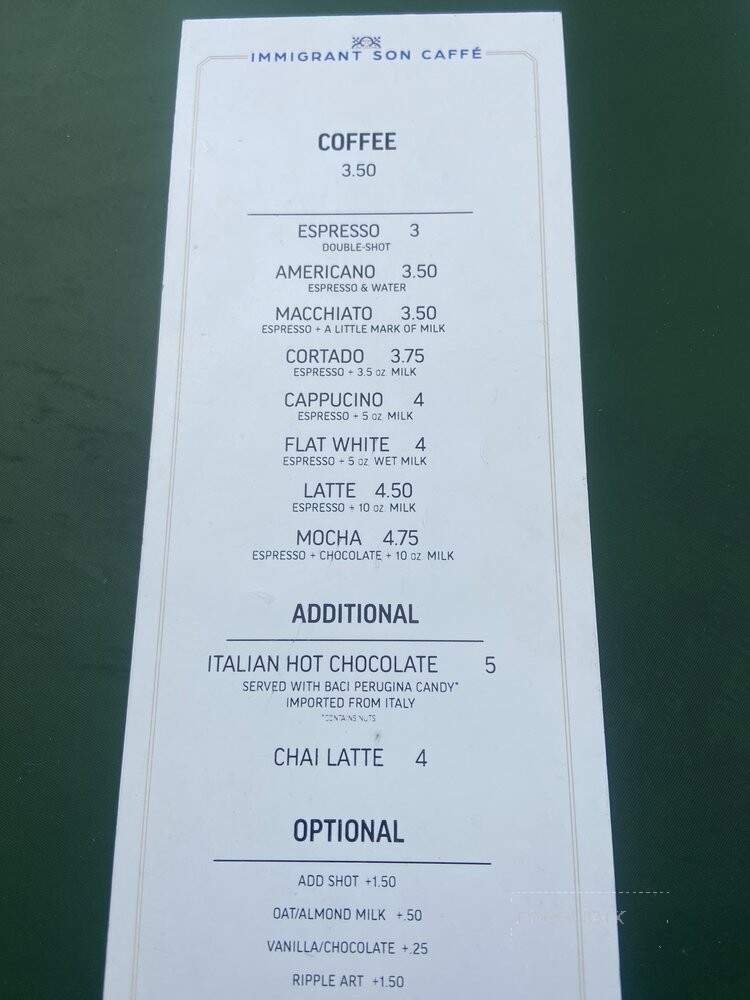 IMMIGRANT SON CAFFÉ
COFFEE
3.50
ESPRESSO 3
DOUBLE-SHOT
AMERICANO 3.50
ESPRESSO & WATER
MACCHIATO 3.50
ESPRESSO + A LITTLE MARK OF MILK
CORTADO 3.75
ESPRESSO + 3.5 oz MILK
CAPPUCINO 4
ESPRESSO + 5 oz MILK
FLAT WHITE 4
ESPRESSO + 5 oz WET MILK
LATTE 4.50
ESPRESSO + 10 oz MILK
MOCHA 4.75
ESPRESSO + CHOCOLATE + 10 oz MILK
ADDITIONAL
ITALIAN HOT CHOCOLATE 5
SERVED WITH BACI PERUGINA CANDY*
IMPORTED FROM ITALY
*CONTAINS NUTS
CHAI LATTE 4
OPTIONAL
ADD SHOT +1.50
OAT/ALMOND MILK +.50
VANILLA/CHOCOLATE +.25
RIPPLE ART +1.50